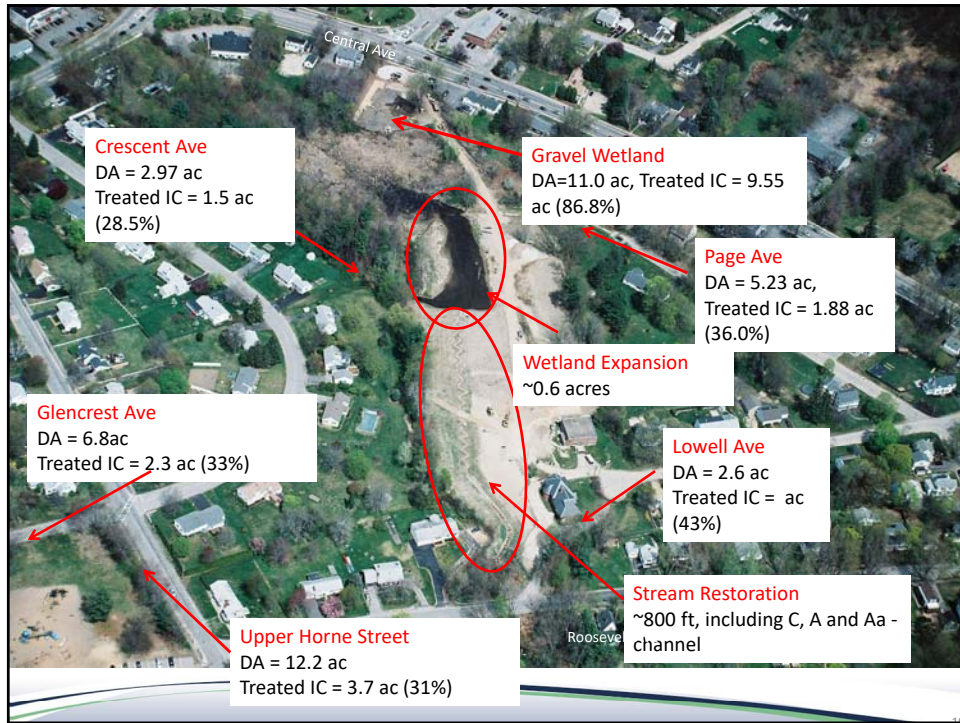 Central Ave
Crescent Ave
DA = 2.97 ac
Treated IC = 1.5 ac
(28.5%)
Gravel Wetland
DA=11.0 ac, Treated IC = 9.55
ac (86.8%)
Page Ave
DA = 5.23 ac,
Treated IC = 1.88 ac
(36.0%)
Wetland Expansion
~0.6 acres
Glencrest Ave
DA = 6.8ac
Treated IC = 2.3 ac (33%)
Lowell Ave
DA = 2.6 ac
Treated IC = ac
(43%)
Stream Restoration
~800 ft, including C, A and Aa -
channel
Roosevel
Upper Horne Street
DA = 12.2 ac
Treated IC = 3.7 ac (31%)